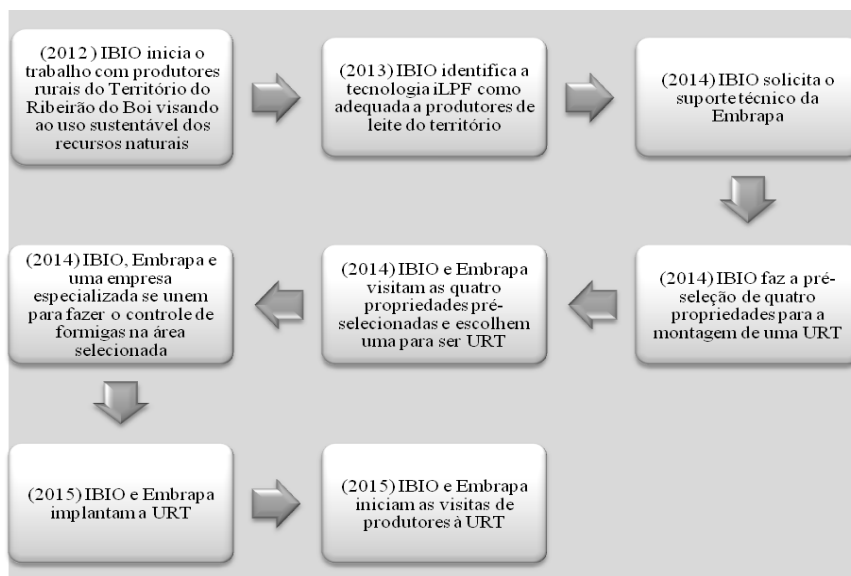 (2012) IBIO inicia o
trabalho com produtores
rurais do Território do
Ribeirão do Boi visando
ao uso sustentável dos
recursos naturais
(2013) IBIO identifica a
tecnologia iLPF como
adequada a produtores de
leite do território
(2014) IBIO solicita o
suporte técnico da
Embrapa
(2014) IBIO faz a pré-
seleção de quatro
propriedades para a
montagem de uma URT
(2014) IBIO e Embrapa
visitam as quatro
propriedades pré-
selecionadas e escolhem
uma para ser URT
(2014) IBIO, Embrapa e
uma empresa
especializada se unem
para fazer o controle de
formigas na área
selecionada
(2015) IBIO e Embrapa
implantam a URT
(2015) IBIO e Embrapa
iniciam as visitas de
produtores à URT